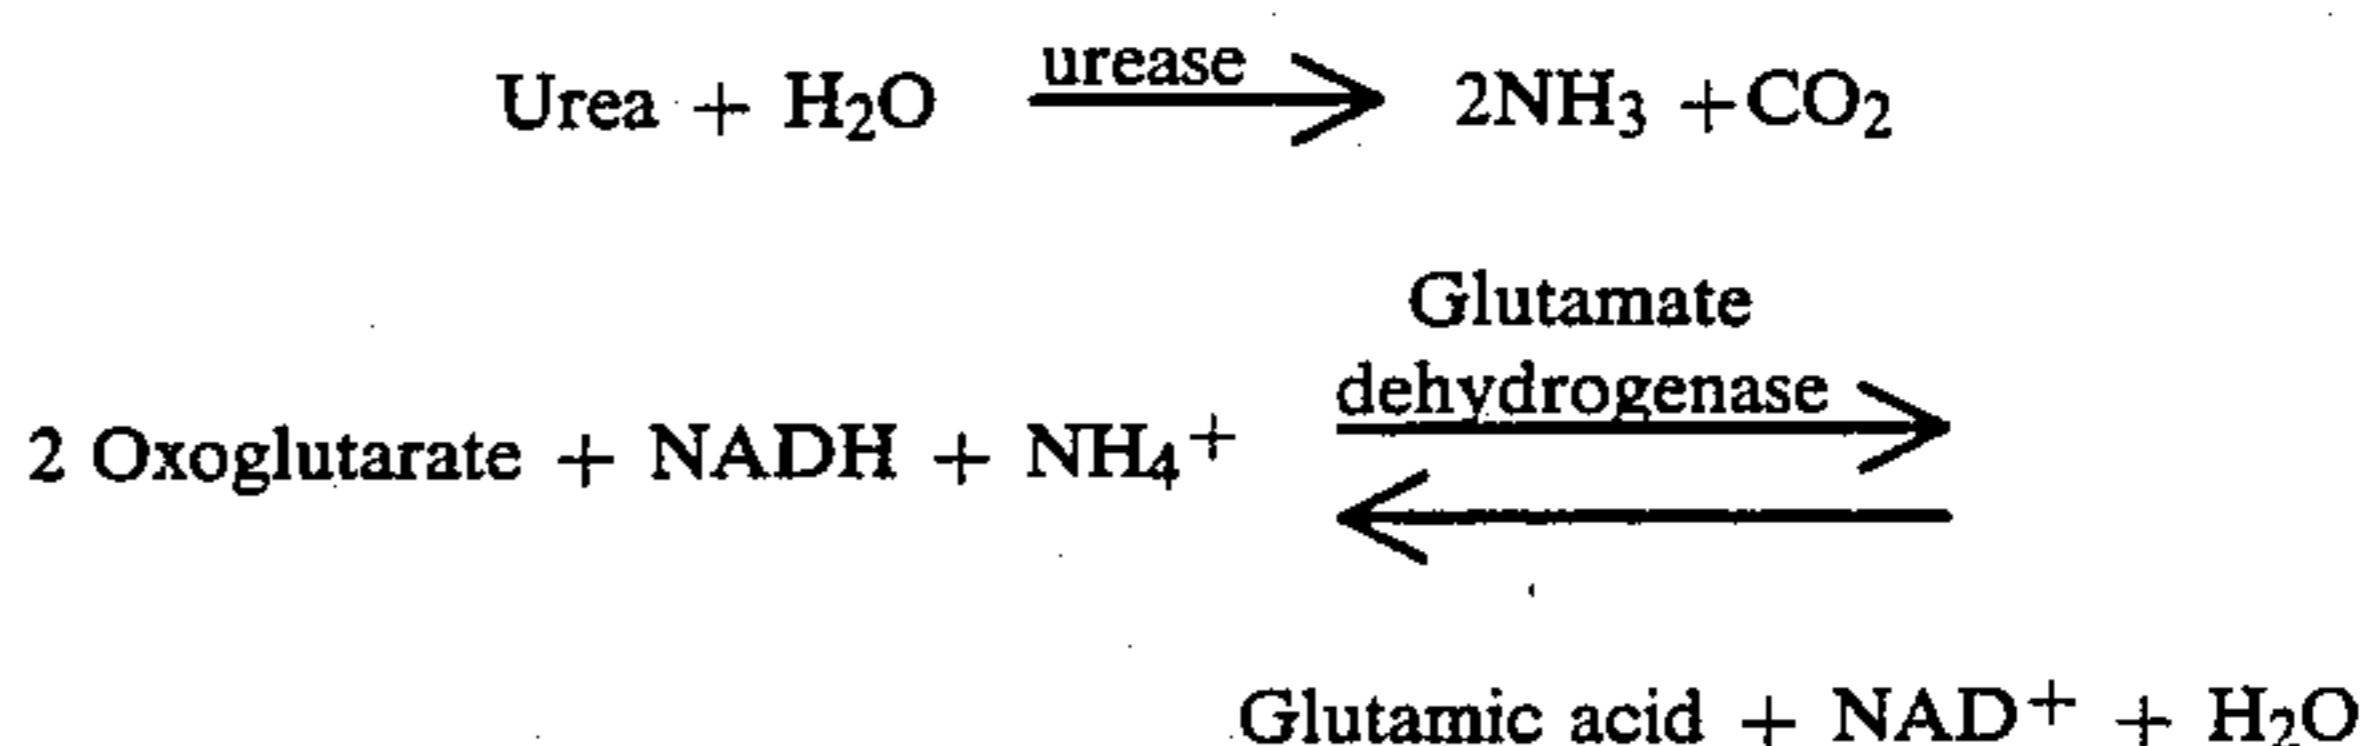 urease
Urea + H₂O ⟶ 2NH₃ + CO₂
Glutamate
dehydrogenase
2 Oxoglutarate + NADH + NH₄⁺ ⇄
Glutamic acid + NAD⁺ + H₂O